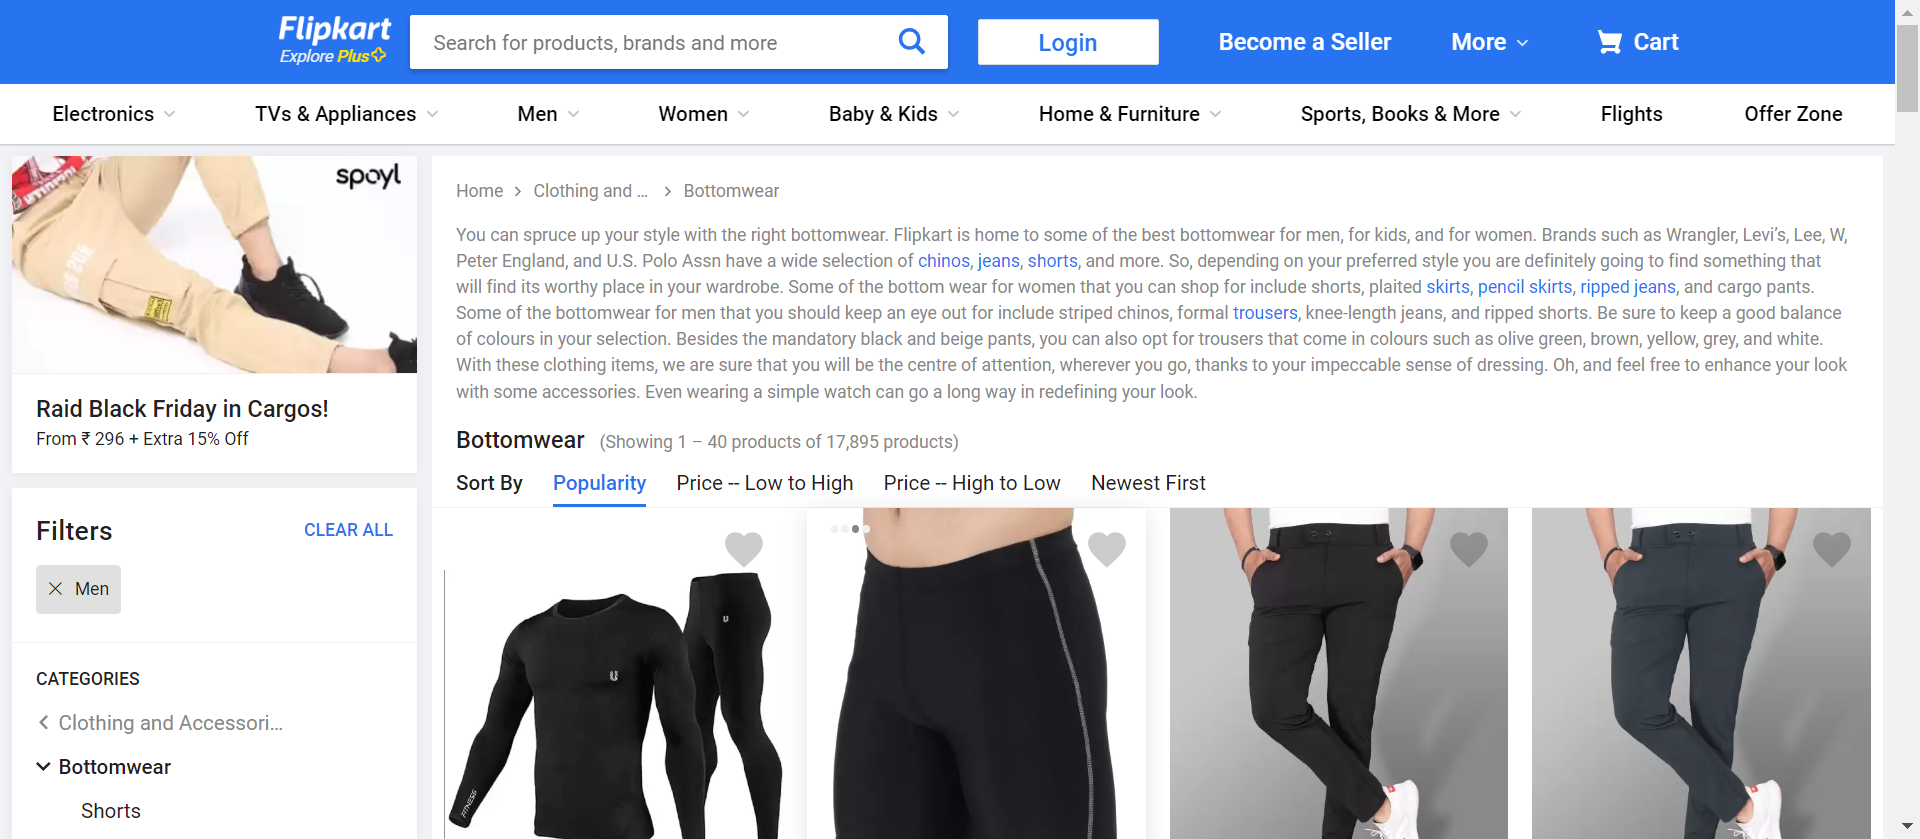 Flipkart
Explore Plus
Search for products, brands and more
Login
Become a Seller
More
Cart
Electronics
TVs & Appliances
Men
Women
Baby & Kids
Home & Furniture
Sports, Books & More
Flights
Offer Zone
spoyl
Raid Black Friday in Cargos!
From ₹ 296 + Extra 15% Off
Filters
CLEAR ALL
Men
CATEGORIES
Clothing and Accessori...
Bottomwear
Shorts
Home > Clothing and ... > Bottomwear
You can spruce up your style with the right bottomwear. Flipkart is home to some of the best bottomwear for men, for kids, and for women. Brands such as Wrangler, Levi's, Lee, W,
Peter England, and U.S. Polo Assn have a wide selection of chinos, jeans, shorts, and more. So, depending on your preferred style you are definitely going to find something that
will find its worthy place in your wardrobe. Some of the bottom wear for women that you can shop for include shorts, plaited skirts, pencil skirts, ripped jeans, and cargo pants.
Some of the bottomwear for men that you should keep an eye out for include striped chinos, formal trousers, knee-length jeans, and ripped shorts. Be sure to keep a good balance
of colours in your selection. Besides the mandatory black and beige pants, you can also opt for trousers that come in colours such as olive green, brown, yellow, grey, and white.
With these clothing items, we are sure that you will be the centre of attention, wherever you go, thanks to your impeccable sense of dressing. Oh, and feel free to enhance your look
with some accessories. Even wearing a simple watch can go a long way in redefining your look.
Bottomwear (Showing 1 – 40 products of 17,895 products)
Sort By
Popularity
Price -- Low to High
Price -- High to Low
Newest First
FITNESS